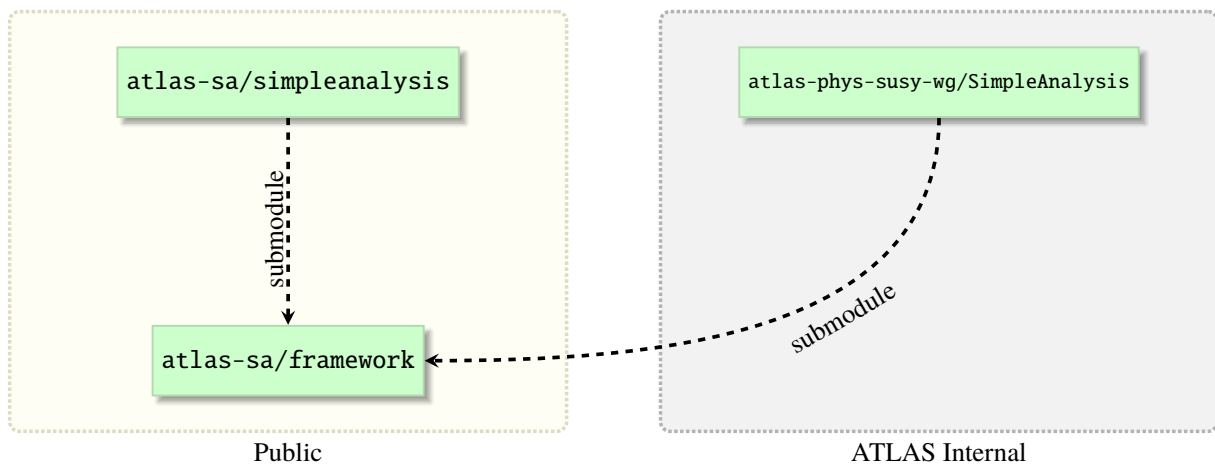 atlas-sa/simpleanalysis
atlas-phys-susy-wg/SimpleAnalysis
submodule
submodule
atlas-sa/framework
Public
ATLAS Internal